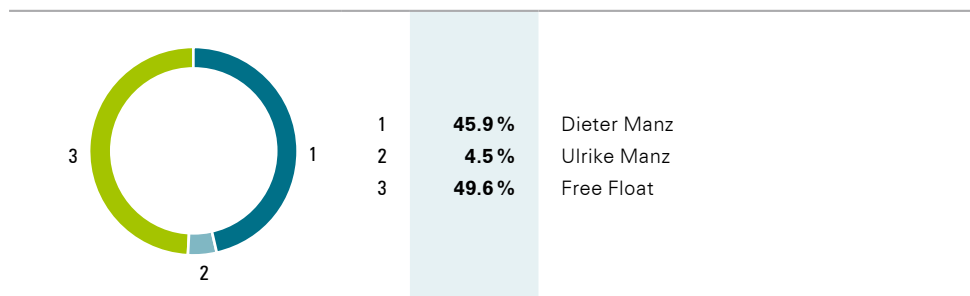 1 45.9 % Dieter Manz
3 1 2 4.5 % Ulrike Manz
3 49.6 % Free Float
2